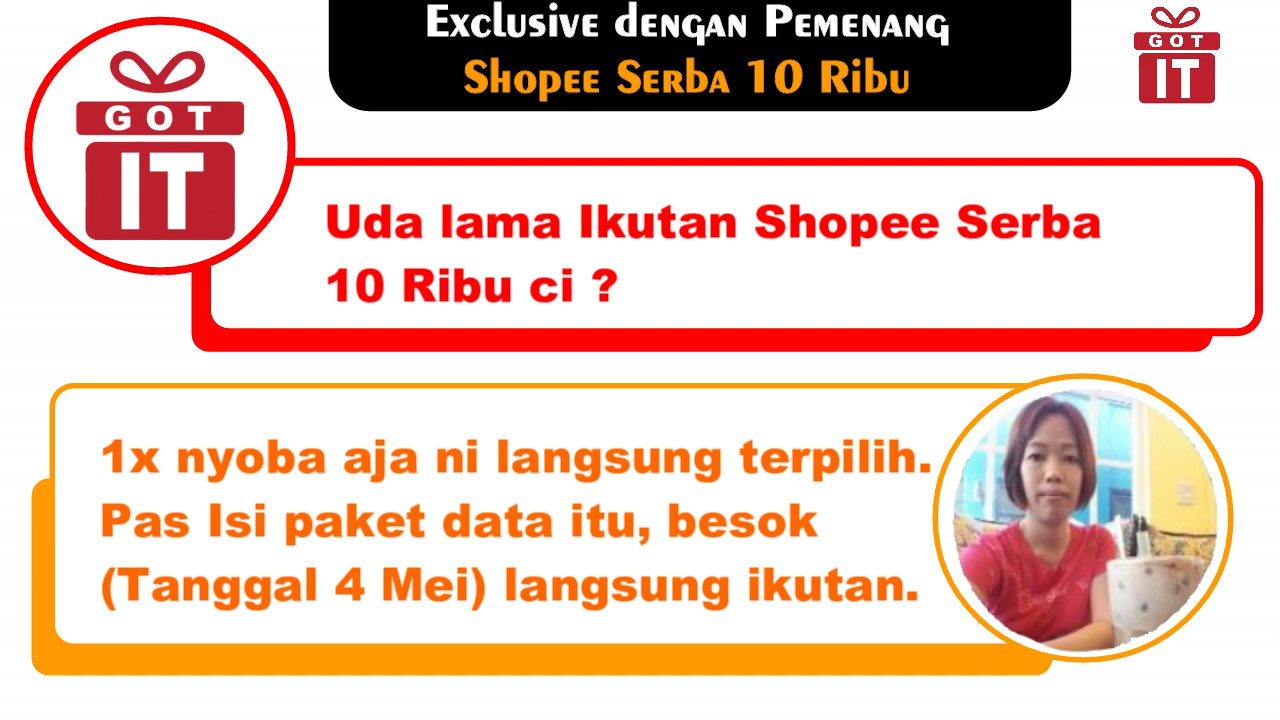 Exclusive dengan Pemenang
Shopee Serba 10 Ribu
GOT
IT
GOT
IT
Uda lama Ikutan Shopee Serba
10 Ribu ci ?
1x nyoba aja ni langsung terpilih.
Pas Isi paket data itu, besok
(Tanggal 4 Mei) langsung ikutan.